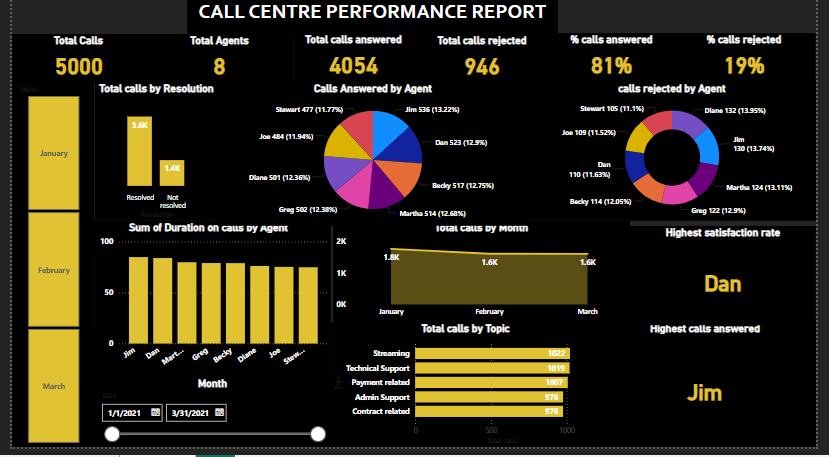 CALL CENTRE PERFORMANCE REPORT
Total Calls
5000
Total Agents
8
Total calls answered
4054
Total calls rejected
946
% calls answered
81%
% calls rejected
19%
Month
January
February
March
Total calls by Resolution
3.6K
1.4K
Resolved
Not
resolved
Resolution
Calls Answered by Agent
Stewart 477 (11.77%)
Jim 536 (13.22%)
Joe 484 (11.94%)
Dan 523 (12.9%)
Diane 501 (12.36%)
Becky 517 (12.75%)
Greg 502 (12.38%)
Martha 514 (12.68%)
calls rejected by Agent
Stewart 105 (11.1%)
Diane 132 (13.95%)
Joe 109 (11.52%)
Jim
130 (13.74%)
Dan
110 (11.63%)
Martha 124 (13.11%)
Becky 114 (12.05%)
Greg 122 (12.9%)
Sum of Duration on calls by Agent
100
50
0
Jim
Dan
Mart...
Greg
Becky
Diane
Joe
Stew...
Total calls by Month
2K
1K
0K
1.8K
1.6K
1.6K
January
February
March
Highest satisfaction rate
Dan
Total calls by Topic
Streaming
1022
Technical Support
1019
Payment related
1007
Admin Support
976
Contract related
976
Topic
0
500
1000
Total calls
Highest calls answered
Jim
Month
Date
1/1/2021
3/31/2021